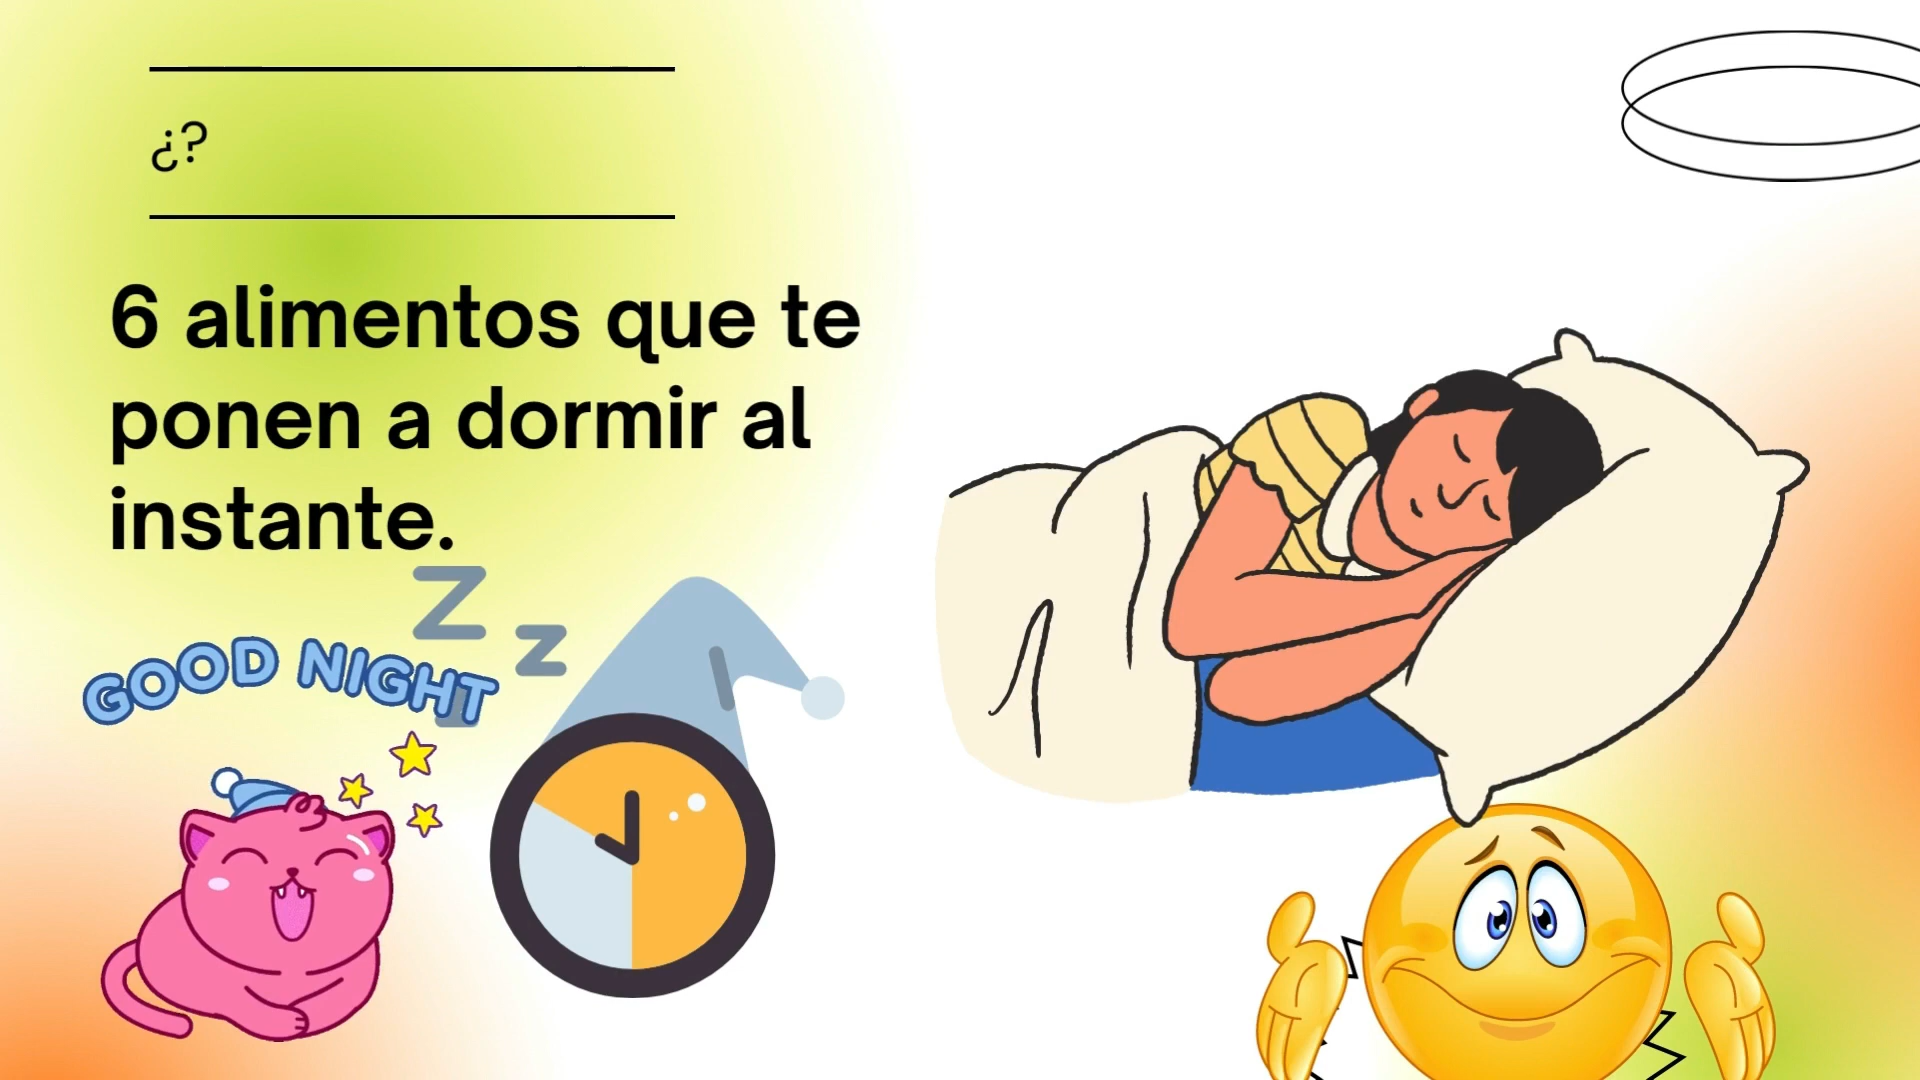 ¿?
6 alimentos que te
ponen a dormir al
instante.
Z
z
GOOD NIGHT